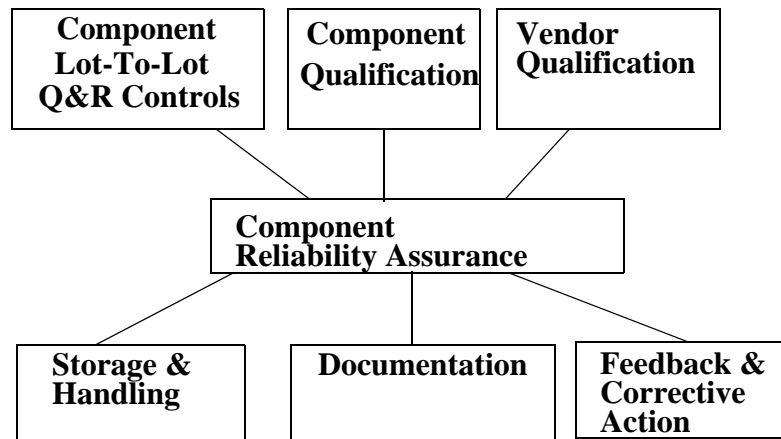 Component
Lot-To-Lot
Q&R Controls
Component
Qualification
Vendor
Qualification
Component
Reliability Assurance
Storage &
Handling
Documentation
Feedback &
Corrective
Action